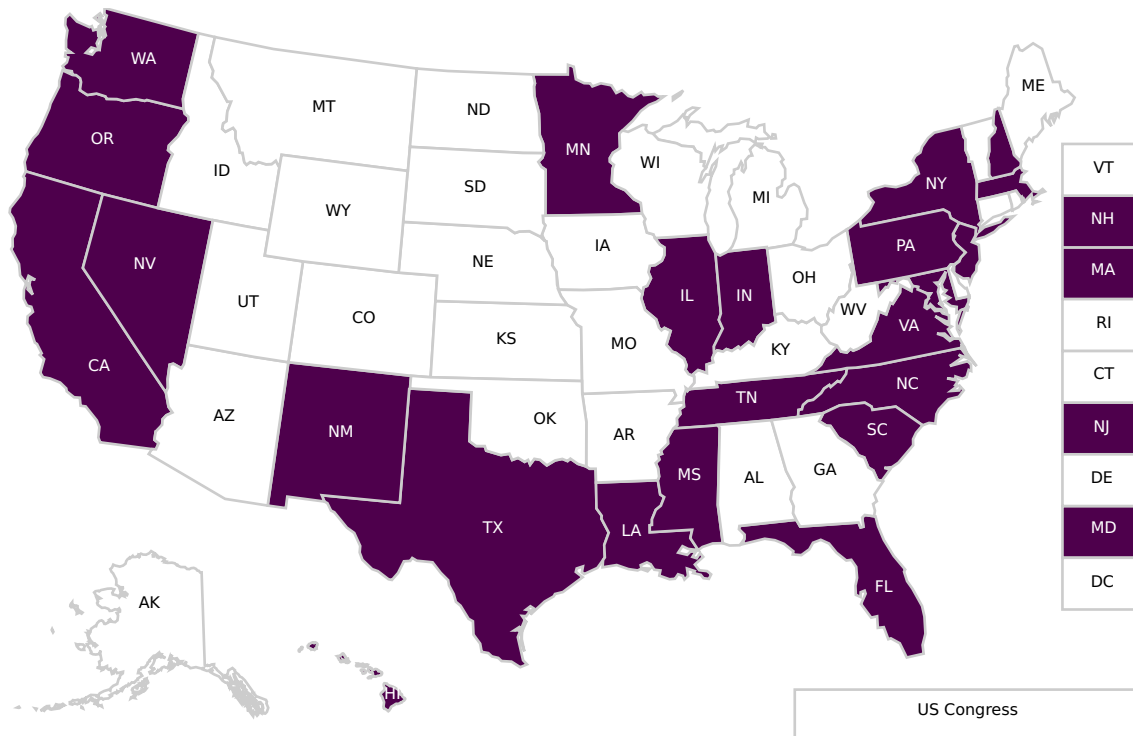 WA
MT
ND
MN
ME
OR
ID
SD
WI
MI
NY
VT
WY
NH
NV
IA
NE
PA
MA
UT
CO
IL
IN
OH
WV
VA
RI
CA
KS
MO
KY
CT
AZ
NM
OK
AR
TN
NC
SC
NJ
TX
LA
MS
AL
GA
DE
MD
AK
FL
DC
HI
US Congress